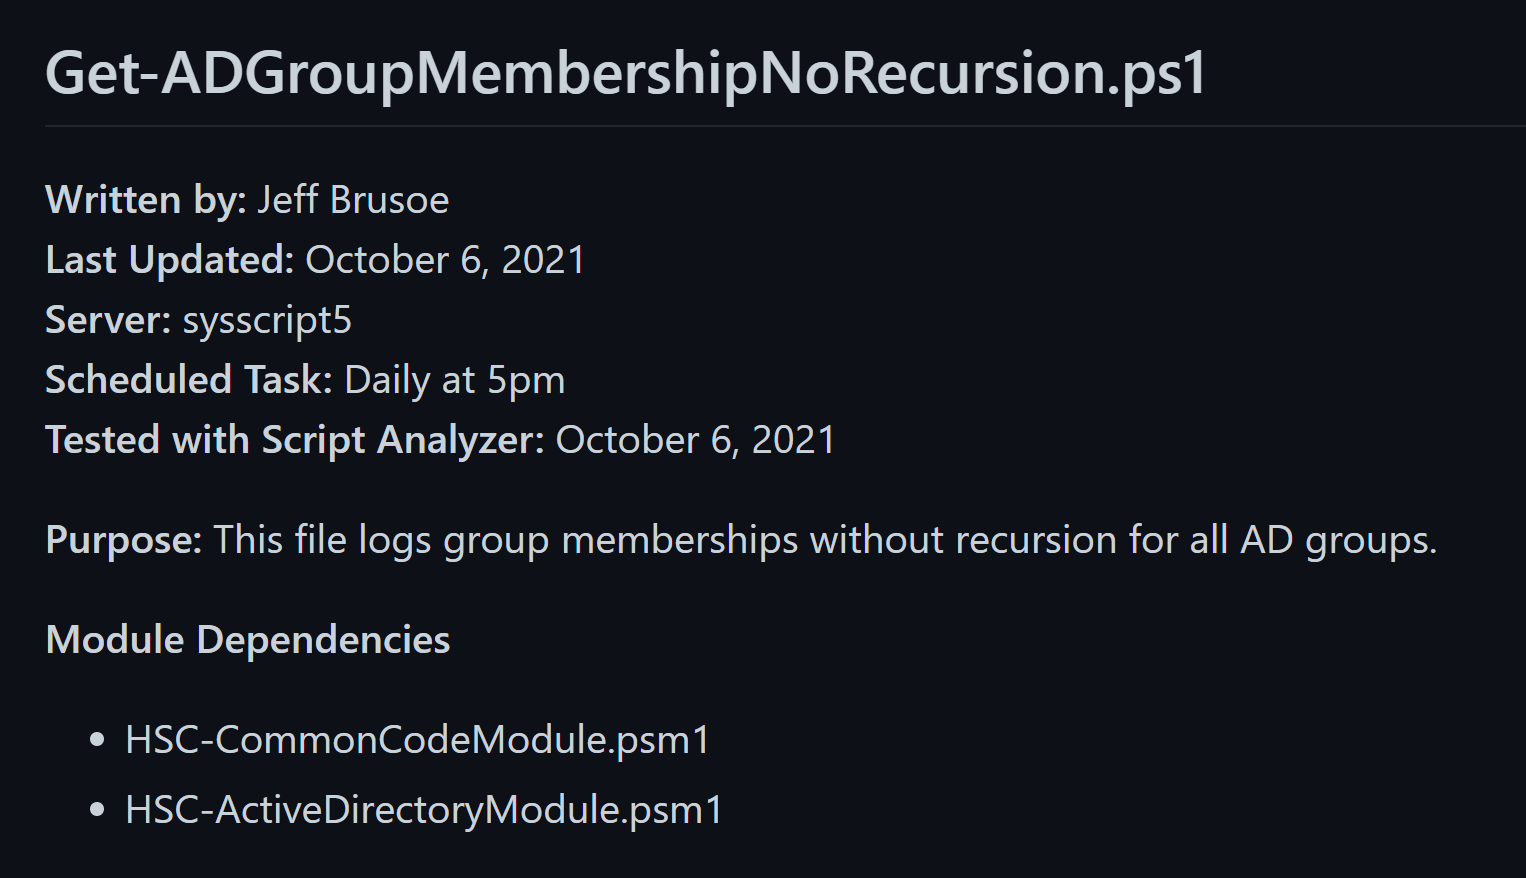 Get-ADGroupMembershipNoRecursion.ps1
Written by: Jeff Brusoe
Last Updated: October 6, 2021
Server: sysscript5
Scheduled Task: Daily at 5pm
Tested with Script Analyzer: October 6, 2021
Purpose: This file logs group memberships without recursion for all AD groups.
Module Dependencies
• HSC-CommonCodeModule.psm1
• HSC-ActiveDirectoryModule.psm1